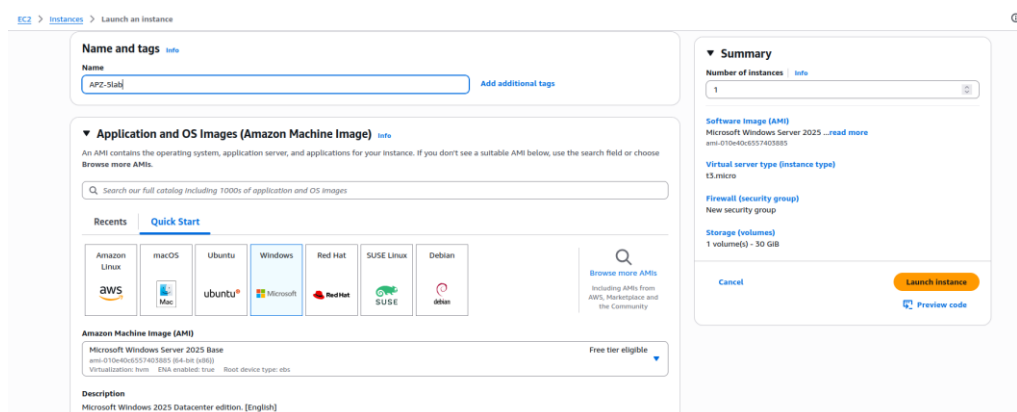 EC2 > Instances > Launch an instance
Name and tags Info
Name
APZ-5lab
Add additional tags
Application and OS Images (Amazon Machine Image) Info
An AMI contains the operating system, application server, and applications for your instance. If you don't see a suitable AMI below, use the search field or choose
Browse more AMIs.
Search our full catalog including 1000s of application and OS images
Recents
Quick Start
Amazon Linux
aws
macOS
Mac
Ubuntu
ubuntu
Windows
Microsoft
Red Hat
Red Hat
SUSE Linux
SUSE
Debian
debian
Browse more AMIs
Including AMIs from
AWS, Marketplace and
the Community
Amazon Machine Image (AMI)
Microsoft Windows Server 2025 Base
Free tier eligible
ami-010e40c6557403885 (64-bit (x86))
Virtualization: hvm ENA enabled: true Root device type: ebs
Description
Microsoft Windows 2025 Datacenter edition. [English]
Summary
Number of instances Info
1
Software Image (AMI)
Microsoft Windows Server 2025 ...read more
ami-010e40c6557403885
Virtual server type (instance type)
t3.micro
Firewall (security group)
New security group
Storage (volumes)
1 volume(s) - 30 GiB
Cancel
Launch instance
Preview code